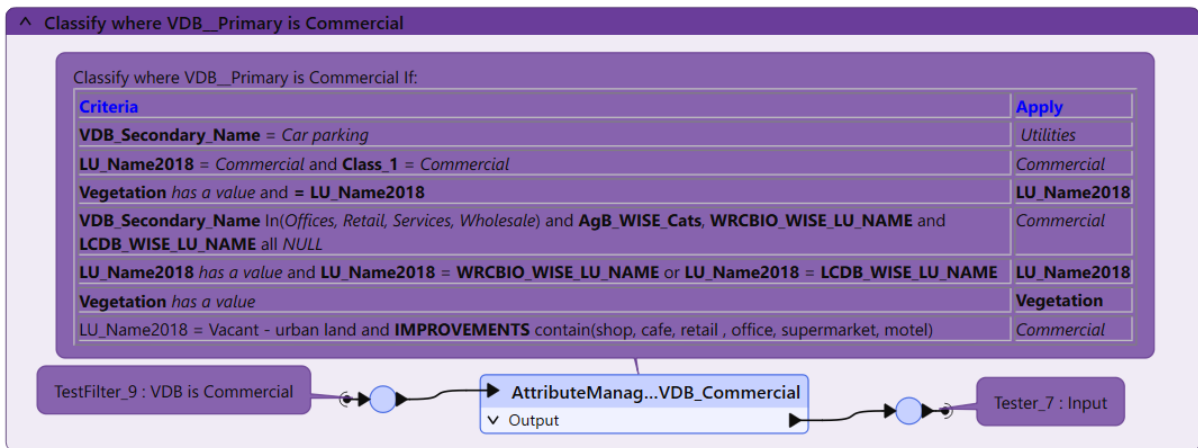 Classify where VDB__Primary is Commercial
Classify where VDB__Primary is Commercial If:
Criteria Apply
VDB_Secondary_Name = Car parking Utilities
LU_Name2018 = Commercial and Class_1 = Commercial Commercial
Vegetation has a value and = LU_Name2018 LU_Name2018
VDB_Secondary_Name In(Offices, Retail, Services, Wholesale) and AgB_WISE_Cats, WRCBIO_WISE_LU_NAME and Commercial
LCDB_WISE_LU_NAME all NULL
LU_Name2018 has a value and LU_Name2018 = WRCBIO_WISE_LU_NAME or LU_Name2018 = LCDB_WISE_LU_NAME LU_Name2018
Vegetation has a value Vegetation
LU_Name2018 = Vacant - urban land and IMPROVEMENTS contain(shop, cafe, retail , office, supermarket, motel) Commercial
TestFilter_9 : VDB is Commercial
AttributeManag...VDB_Commercial
Output
Tester_7 : Input